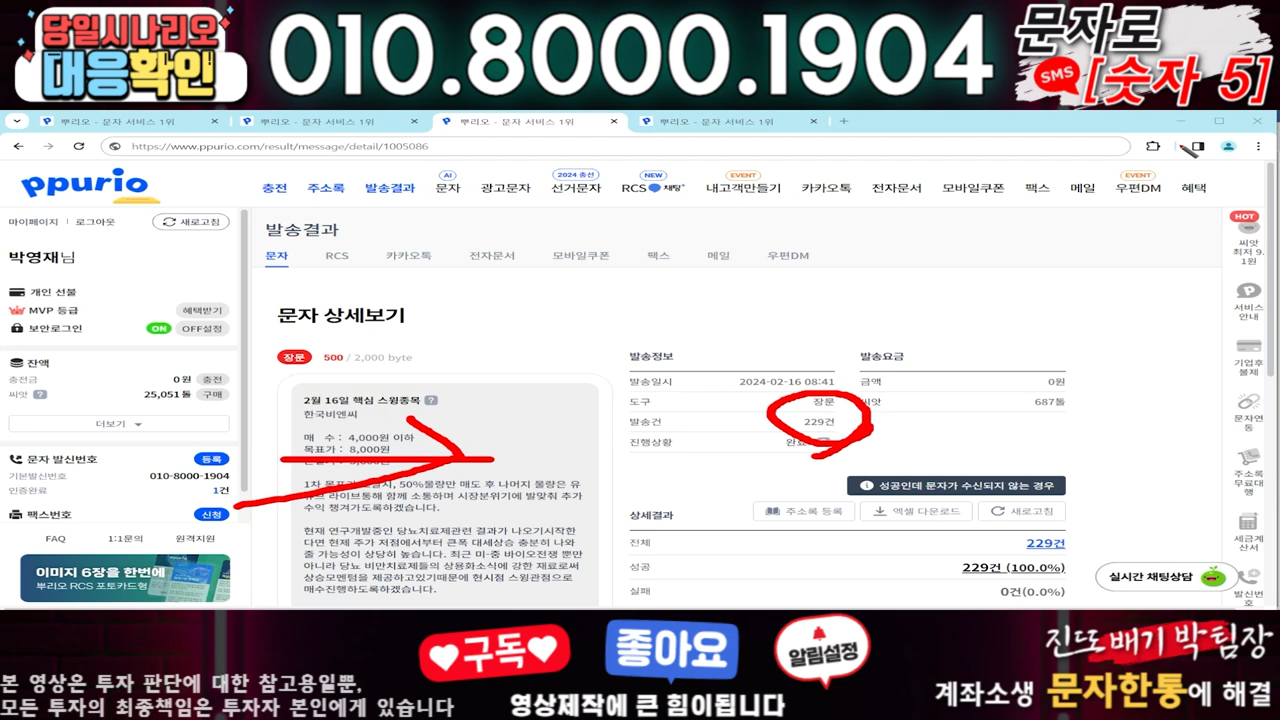 당일시나리오
대응확인
010.8000.1904
문자로
SMS
[숫자 5]
뿌리오 - 문자 서비스 1위
뿌리오 - 문자 서비스 1위
뿌리오 - 문자 서비스 1위
뿌리오 - 문자 서비스 1위
https://www.ppurio.com/result/message/detail/1005086
ppurio
AI
2024 총선
NEW
EVENT
EVENT
충전
주소록
발송결과
문자
광고문자
선거문자
RCS 채팅+
내고객만들기
카카오톡
전자문서
모바일쿠폰
팩스
메일
우편DM
혜택
마이페이지 | 로그아웃
새로고침
박영재님
개인 선불
MVP 등급
혜택받기
보안로그인
ON
OFF설정
잔액
충전금
0원
충전
씨앗 ?
25,051톨
구매
더보기
문자 발신번호
등록
기본발신번호
010-8000-1904
인증완료
1건
팩스번호
신청
FAQ
1:1문의
원격지원
이미지 6장을 한번에
뿌리오 RCS 포토카드형
발송결과
문자
RCS
카카오톡
전자문서
모바일쿠폰
팩스
메일
우편DM
문자 상세보기
장문
500 / 2,000 byte
2월 16일 핵심 스윙종목 ?
한국비엔씨
매 수 : 4,000원 이하
목표가 : 8,000원
1차 목표가
50%물량만 매도 후 나머지 물량은 유
라이브통해 함께 소통하며 시장분위기에 발맞춰 추가
수익 챙겨가도록하겠습니다.
현재 연구개발중인 당뇨치료제관련 결과가 나오기시작한
다면 현재 주가 저점에서부터 큰폭 대세상승 충분히 나와
줄 가능성이 상당히 높습니다. 최근 미-중 바이오전쟁 뿐만
아니라 당뇨 비만치료제들의 상용화소식에 강한 재료로써
상승모멘텀을 제공하고있기때문에 현시점 스윙관점으로
매수진행하도록하겠습니다.
발송정보
발송일시
2024-02-16 08:41
도구
장문
발송건
229건
진행상황
완료
발송요금
금액
0원
씨앗
687톨
성공인데 문자가 수신되지 않는 경우
상세결과
주소록 등록
엑셀 다운로드
새로고침
전체
229건
성공
229건 (100.0%)
실패
0건(0.0%)
HOT
씨앗
최저 9.
1원
서비스
안내
기업후
불제
문자연
동
주소록
무료대
행
세금계
산서
발신번
호
실시간 채팅상담
구독
좋아요
알림설정
영상제작에 큰 힘이됩니다
본 영상은 투자 판단에 대한 참고용일뿐,
모든 투자의 최종책임은 투자자 본인에게 있습니다
진또배기 박팀장
계좌소생 문자한통에 해결